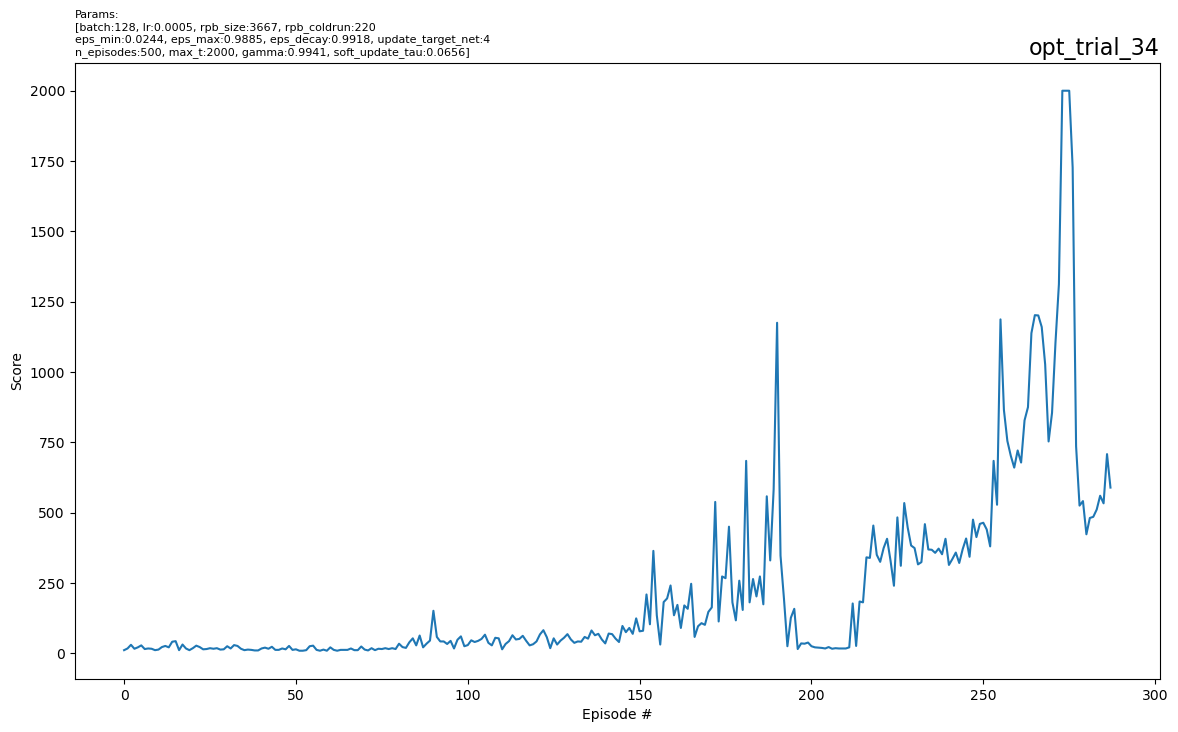 Params:
[batch:128, lr:0.0005, rpb_size:3667, rpb_coldrun:220
eps_min:0.0244, eps_max:0.9885, eps_decay:0.9918, update_target_net:4
n_episodes:500, max_t:2000, gamma:0.9941, soft_update_tau:0.0656]
opt_trial_34
2000
1750
1500
1250
1000
750
500
250
0
Score
0 50 100 150 200 250 300
Episode #